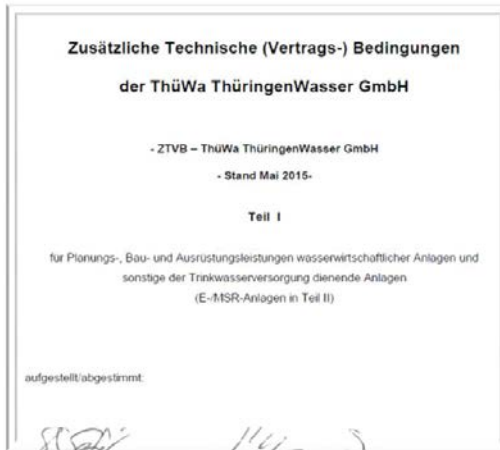 Zusätzliche Technische (Vertrags-) Bedingungen
der ThüWa ThüringenWasser GmbH
- ZTVB – ThüWa ThüringenWasser GmbH
- Stand Mai 2015-
Teil I
für Planungs-, Bau- und Ausrüstungsleistungen wasserwirtschaftlicher Anlagen und
sonstige der Trinkwasserversorgung dienende Anlagen
(E-/MSR-Anlagen in Teil II)
aufgestellt/abgestimmt: